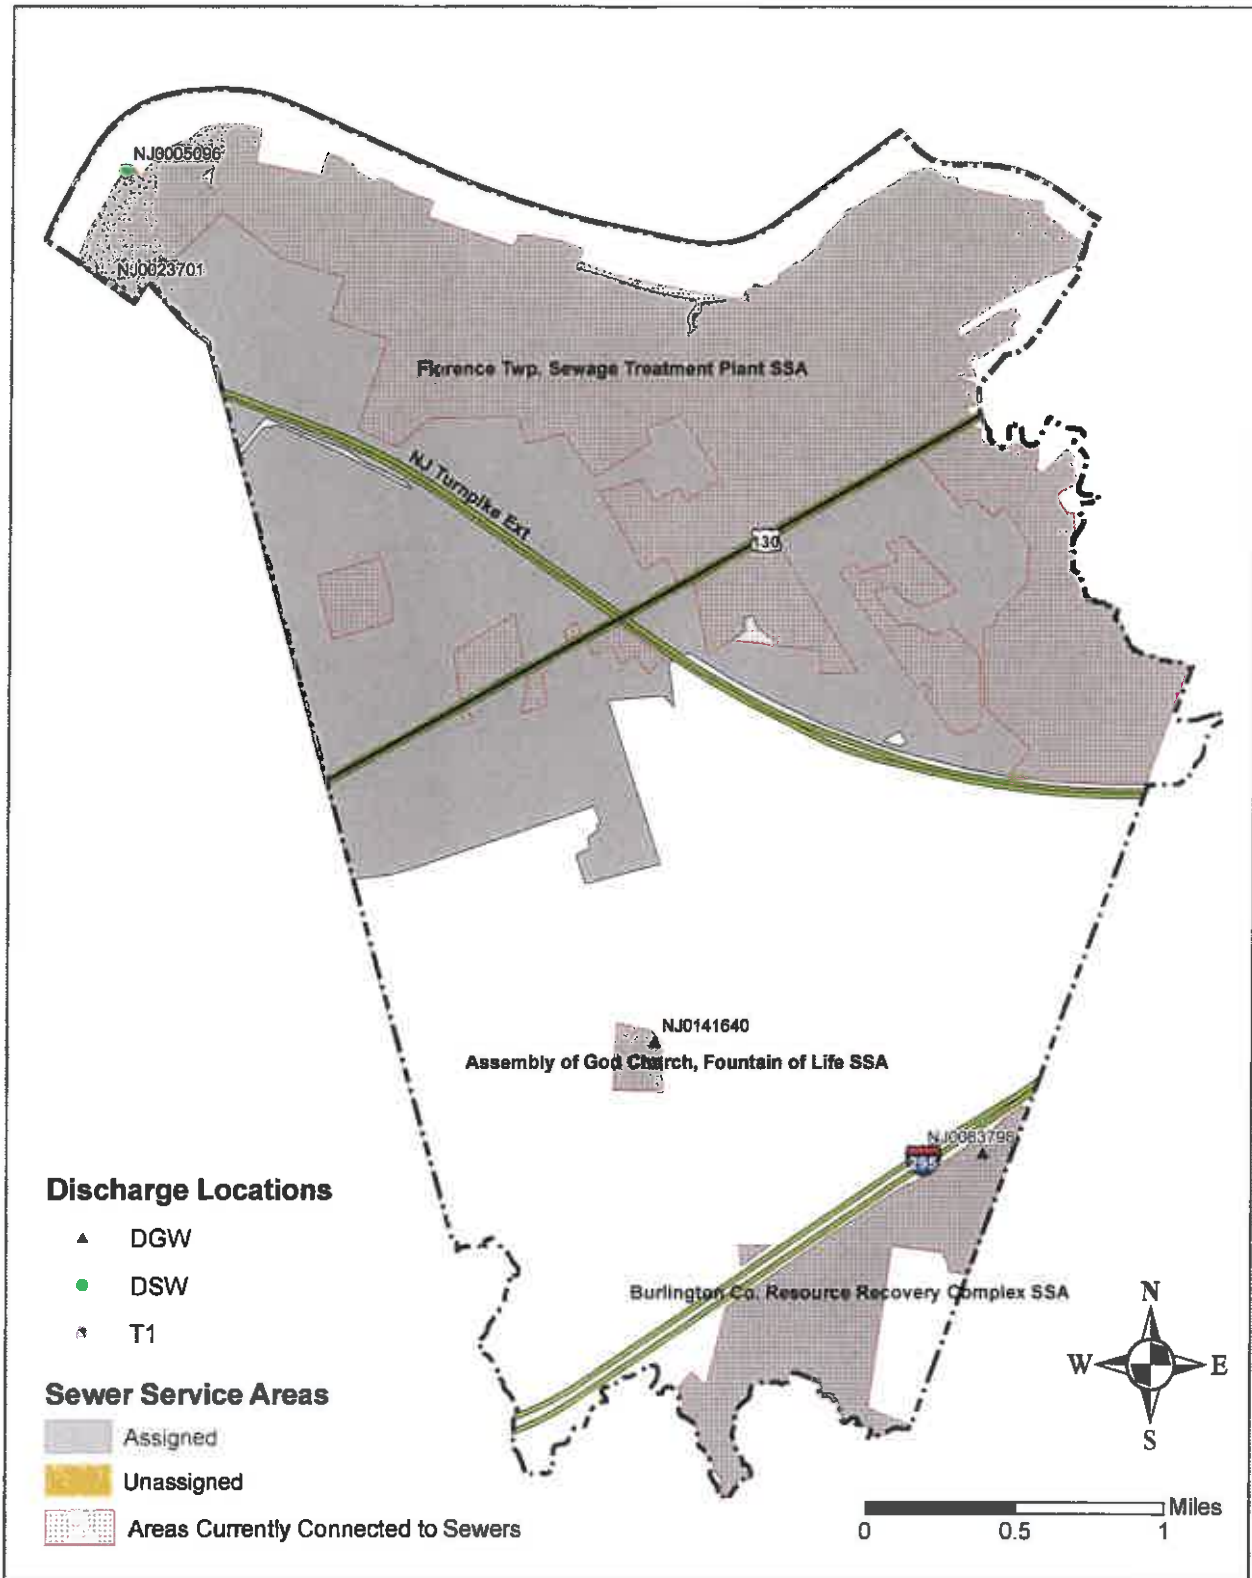 NJ0005096
NJ0023701
Florence Twp. Sewage Treatment Plant SSA
NJ Turnpike Ext
130
NJ0141640
Assembly of God Church, Fountain of Life SSA
NJ0063798
295
Burlington Co. Resource Recovery Complex SSA
Discharge Locations
DGW
DSW
T1
Sewer Service Areas
Assigned
Unassigned
Areas Currently Connected to Sewers
N
W
E
S
Miles
0
0.5
1